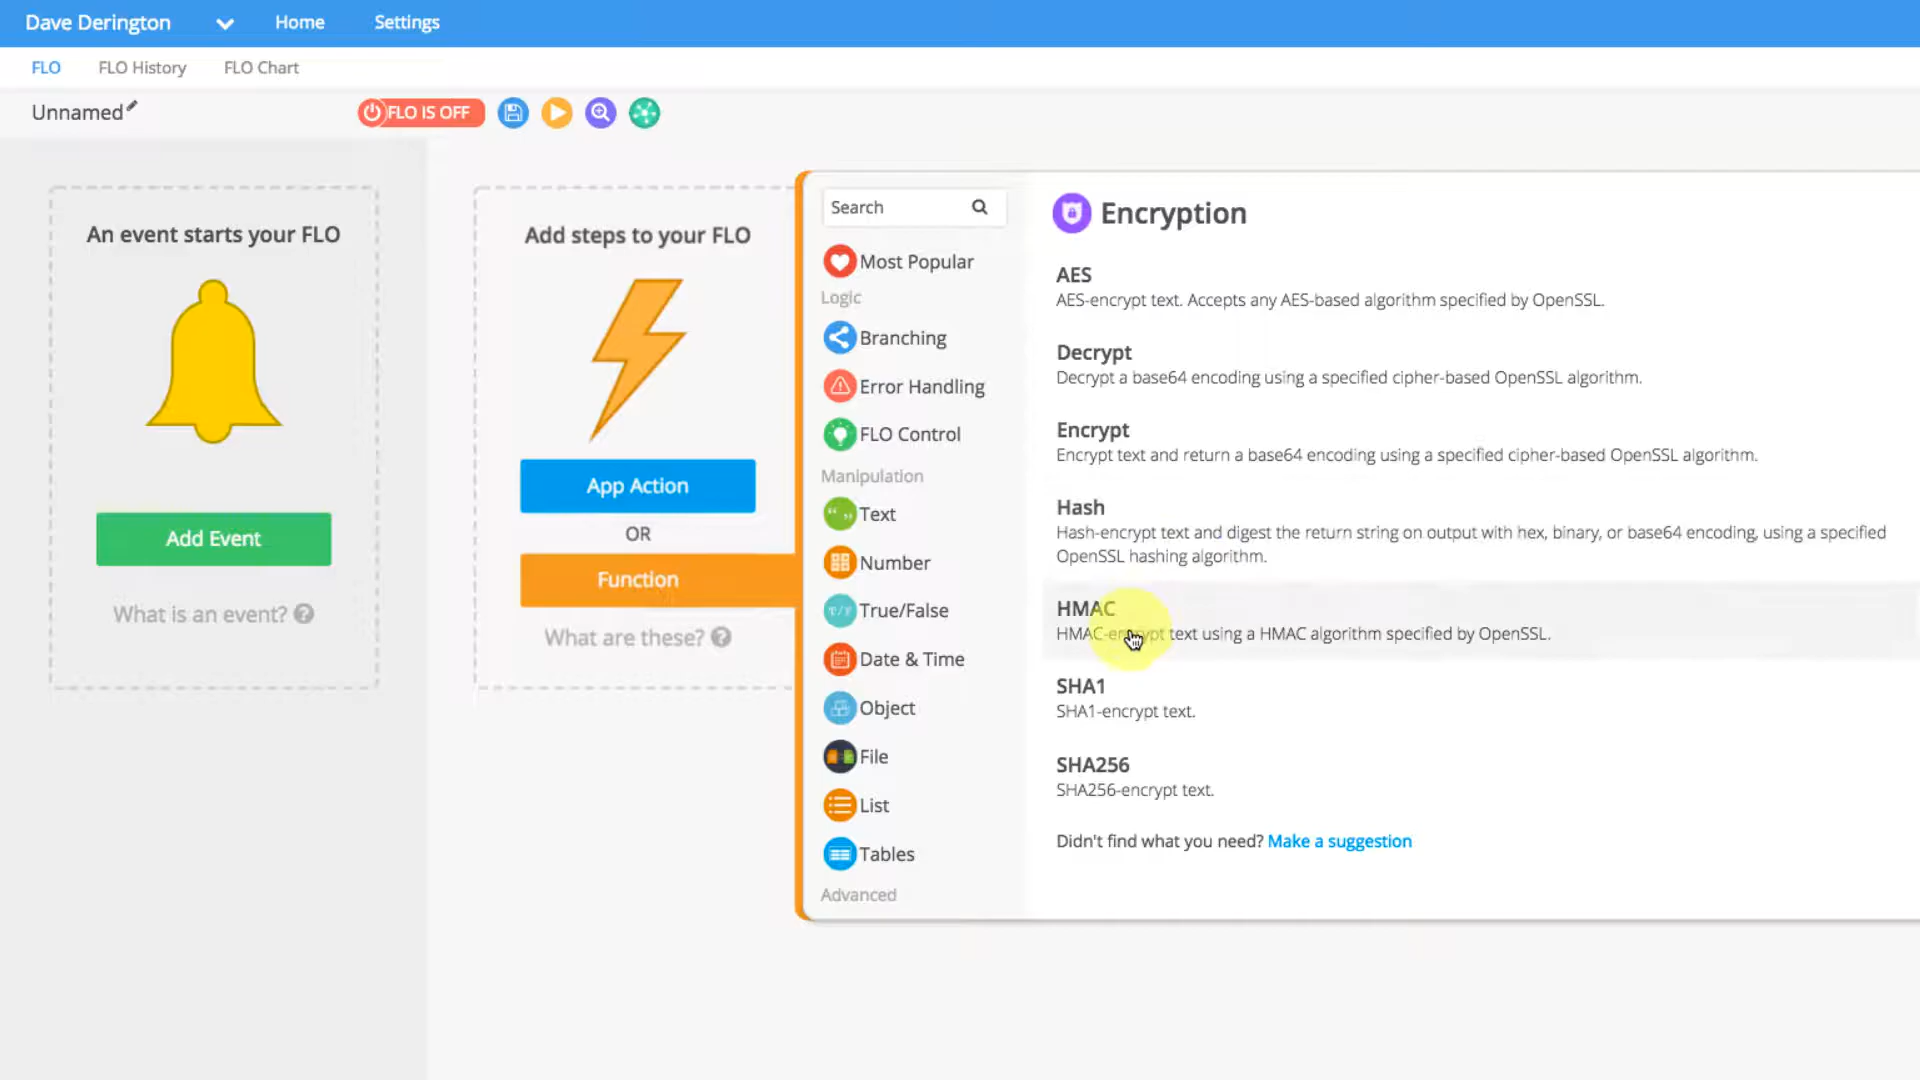 Dave Derington
Home
Settings
FLO
FLO History
FLO Chart
Unnamed
FLO IS OFF
An event starts your FLO
Add Event
What is an event? ?
Add steps to your FLO
App Action
OR
Function
What are these? ?
Search
Most Popular
Logic
Branching
Error Handling
FLO Control
Manipulation
Text
Number
T/F True/False
Date & Time
Object
File
List
Tables
Advanced
Encryption
AES
AES-encrypt text. Accepts any AES-based algorithm specified by OpenSSL.
Decrypt
Decrypt a base64 encoding using a specified cipher-based OpenSSL algorithm.
Encrypt
Encrypt text and return a base64 encoding using a specified cipher-based OpenSSL algorithm.
Hash
Hash-encrypt text and digest the return string on output with hex, binary, or base64 encoding, using a specified
OpenSSL hashing algorithm.
HMAC
HMAC-encrypt text using a HMAC algorithm specified by OpenSSL.
SHA1
SHA1-encrypt text.
SHA256
SHA256-encrypt text.
Didn't find what you need? Make a suggestion